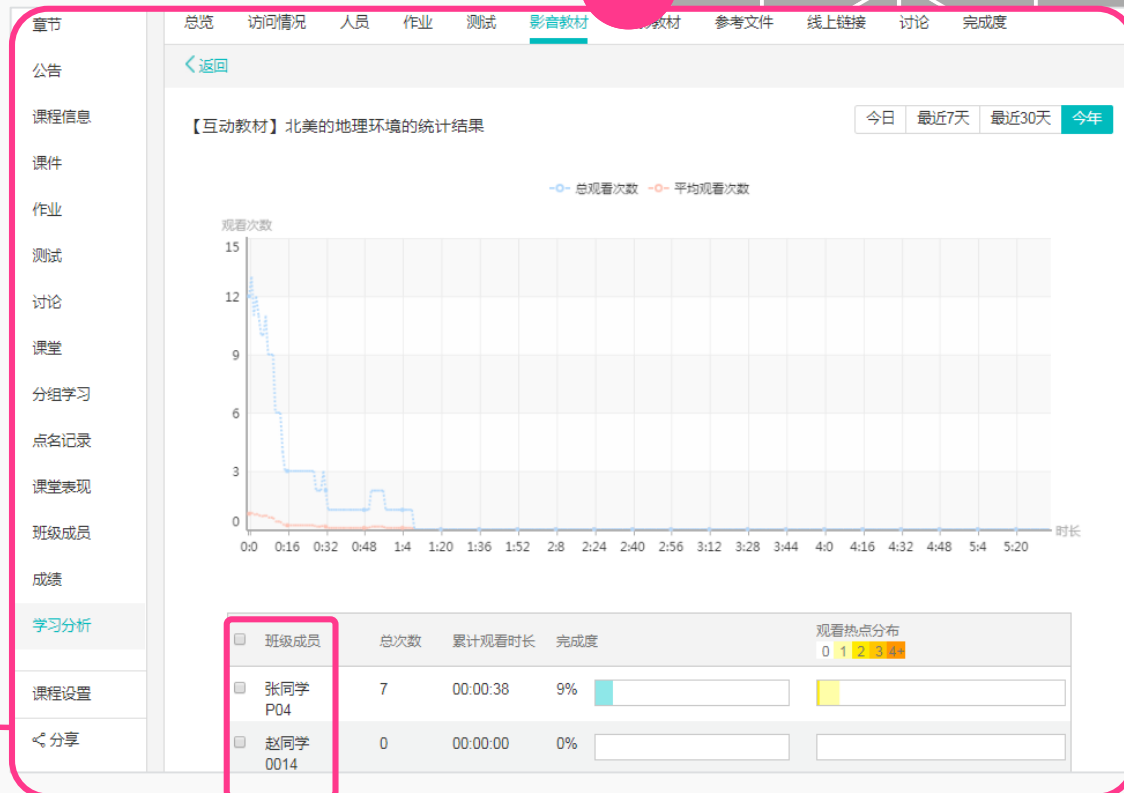 总览 访问情况 人员 作业 测试 影音教材 教材 参考文件 线上链接 讨论 完成度
章节
公告
课程信息
课件
作业
测试
讨论
课堂
分组学习
点名记录
课堂表现
班级成员
成绩
学习分析
课程设置
分享
返回
【互动教材】北美的地理环境的统计结果
今日 最近7天 最近30天 今年
总观看次数 平均观看次数
观看次数
15
12
9
6
3
0
0:0 0:16 0:32 0:48 1:4 1:20 1:36 1:52 2:8 2:24 2:40 2:56 3:12 3:28 3:44 4:0 4:16 4:32 4:48 5:4 5:20
时长
班级成员 总次数 累计观看时长 完成度 观看热点分布
0 1 2 3 4+
张同学 7 00:00:38 9%
P04
赵同学 0 00:00:00 0%
0014